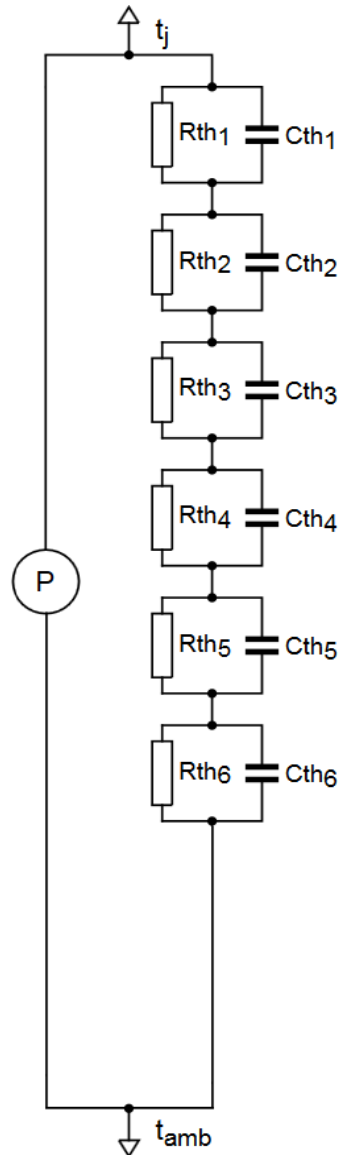 tj
Rth1 Cth1
Rth2 Cth2
Rth3 Cth3
Rth4 Cth4
P
Rth5 Cth5
Rth6 Cth6
tamb